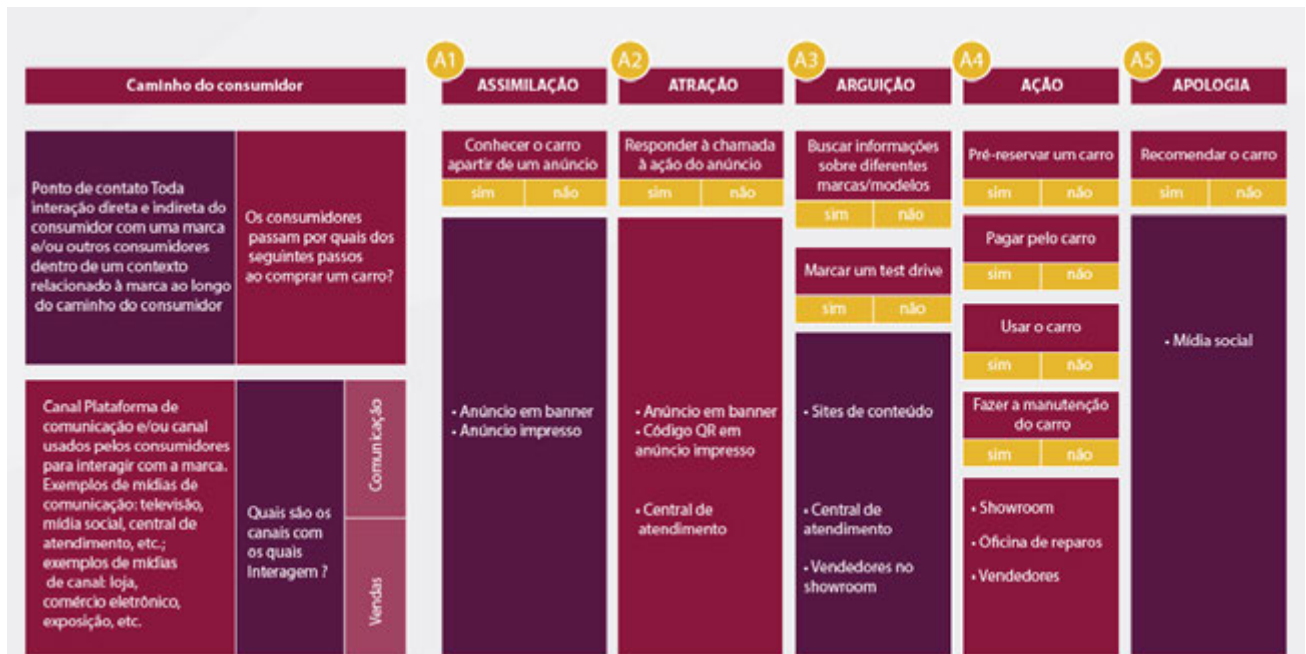 A1
A2
A3
A4
A5
Caminho do consumidor
ASSIMILAÇÃO
ATRAÇÃO
ARGUIÇÃO
AÇÃO
APOLOGIA
Ponto de contato Toda
interação direta e indireta do
consumidor com uma marca
e/ou outros consumidores
dentro de um contexto
relacionado à marca ao longo
do caminho do consumidor
Os consumidores
passam por quais dos
seguintes passos
ao comprar um carro?
Conhecer o carro
apartir de um anúncio
sim não
Responder à chamada
à ação do anúncio
sim não
Buscar informações
sobre diferentes
marcas/modelos
sim não
Marcar um test drive
sim não
Pré-reservar um carro
sim não
Pagar pelo carro
sim não
Usar o carro
sim não
Fazer a manutenção
do carro
sim não
Recomendar o carro
sim não
Canal Plataforma de
comunicação e/ou canal
usados pelos consumidores
para interagir com a marca.
Exemplos de mídias de
comunicação: televisão,
mídia social, central de
atendimento, etc.;
exemplos de mídias
de canal: loja,
comércio eletrônico,
exposição, etc.
Quais são os
canais com
os quais
Interagem ?
Comunicação
Vendas
• Anúncio em banner
• Anúncio impresso
• Anúncio em banner
• Código QR em
anúncio impresso
• Central de
atendimento
• Sites de conteúdo
• Central de
atendimento
• Vendedores no
showroom
• Showroom
• Oficina de reparos
• Vendedores
• Mídia social